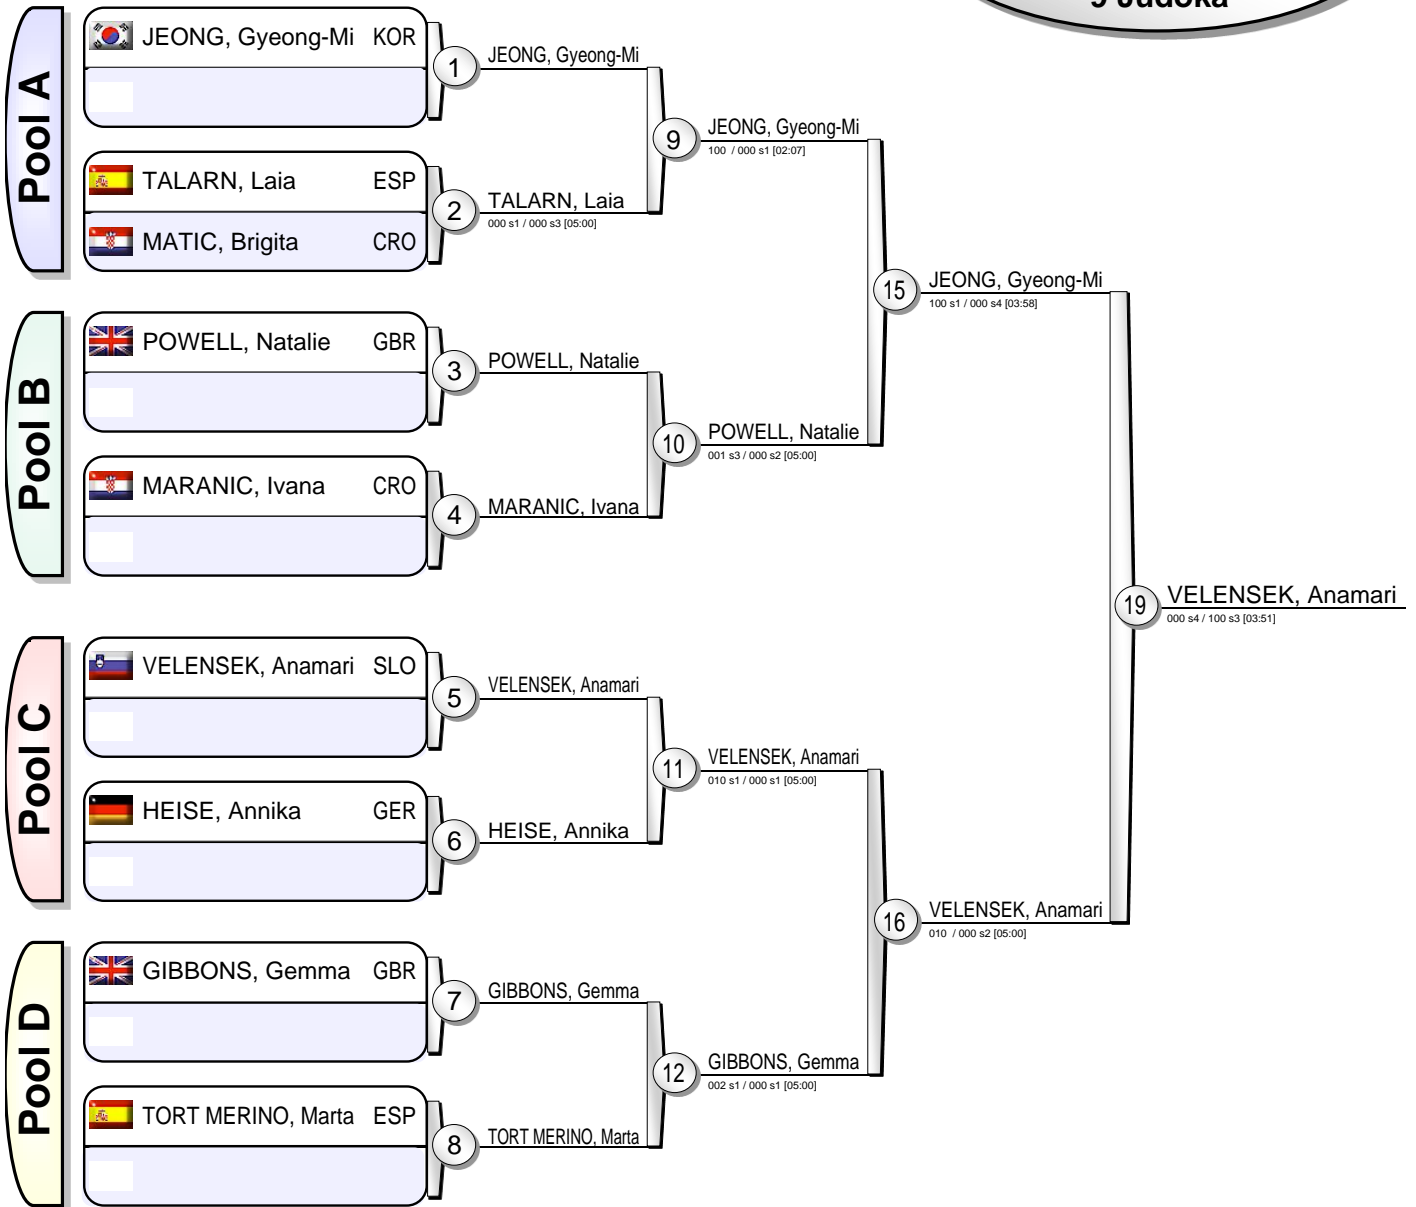 9 Judoka
Pool A
JEONG, Gyeong-Mi KOR
1
JEONG, Gyeong-Mi
TALARN, Laia ESP
MATIC, Brigita CRO
2
TALARN, Laia
000 s1 / 000 s3 [05:00]
9
JEONG, Gyeong-Mi
100 / 000 s1 [02:07]
Pool B
POWELL, Natalie GBR
3
POWELL, Natalie
MARANIC, Ivana CRO
4
MARANIC, Ivana
10
POWELL, Natalie
001 s3 / 000 s2 [05:00]
15
JEONG, Gyeong-Mi
100 s1 / 000 s4 [03:58]
Pool C
VELENSEK, Anamari SLO
5
VELENSEK, Anamari
HEISE, Annika GER
6
HEISE, Annika
11
VELENSEK, Anamari
010 s1 / 000 s1 [05:00]
Pool D
GIBBONS, Gemma GBR
7
GIBBONS, Gemma
TORT MERINO, Marta ESP
8
TORT MERINO, Marta
12
GIBBONS, Gemma
002 s1 / 000 s1 [05:00]
16
VELENSEK, Anamari
010 / 000 s2 [05:00]
19
VELENSEK, Anamari
000 s4 / 100 s3 [03:51]